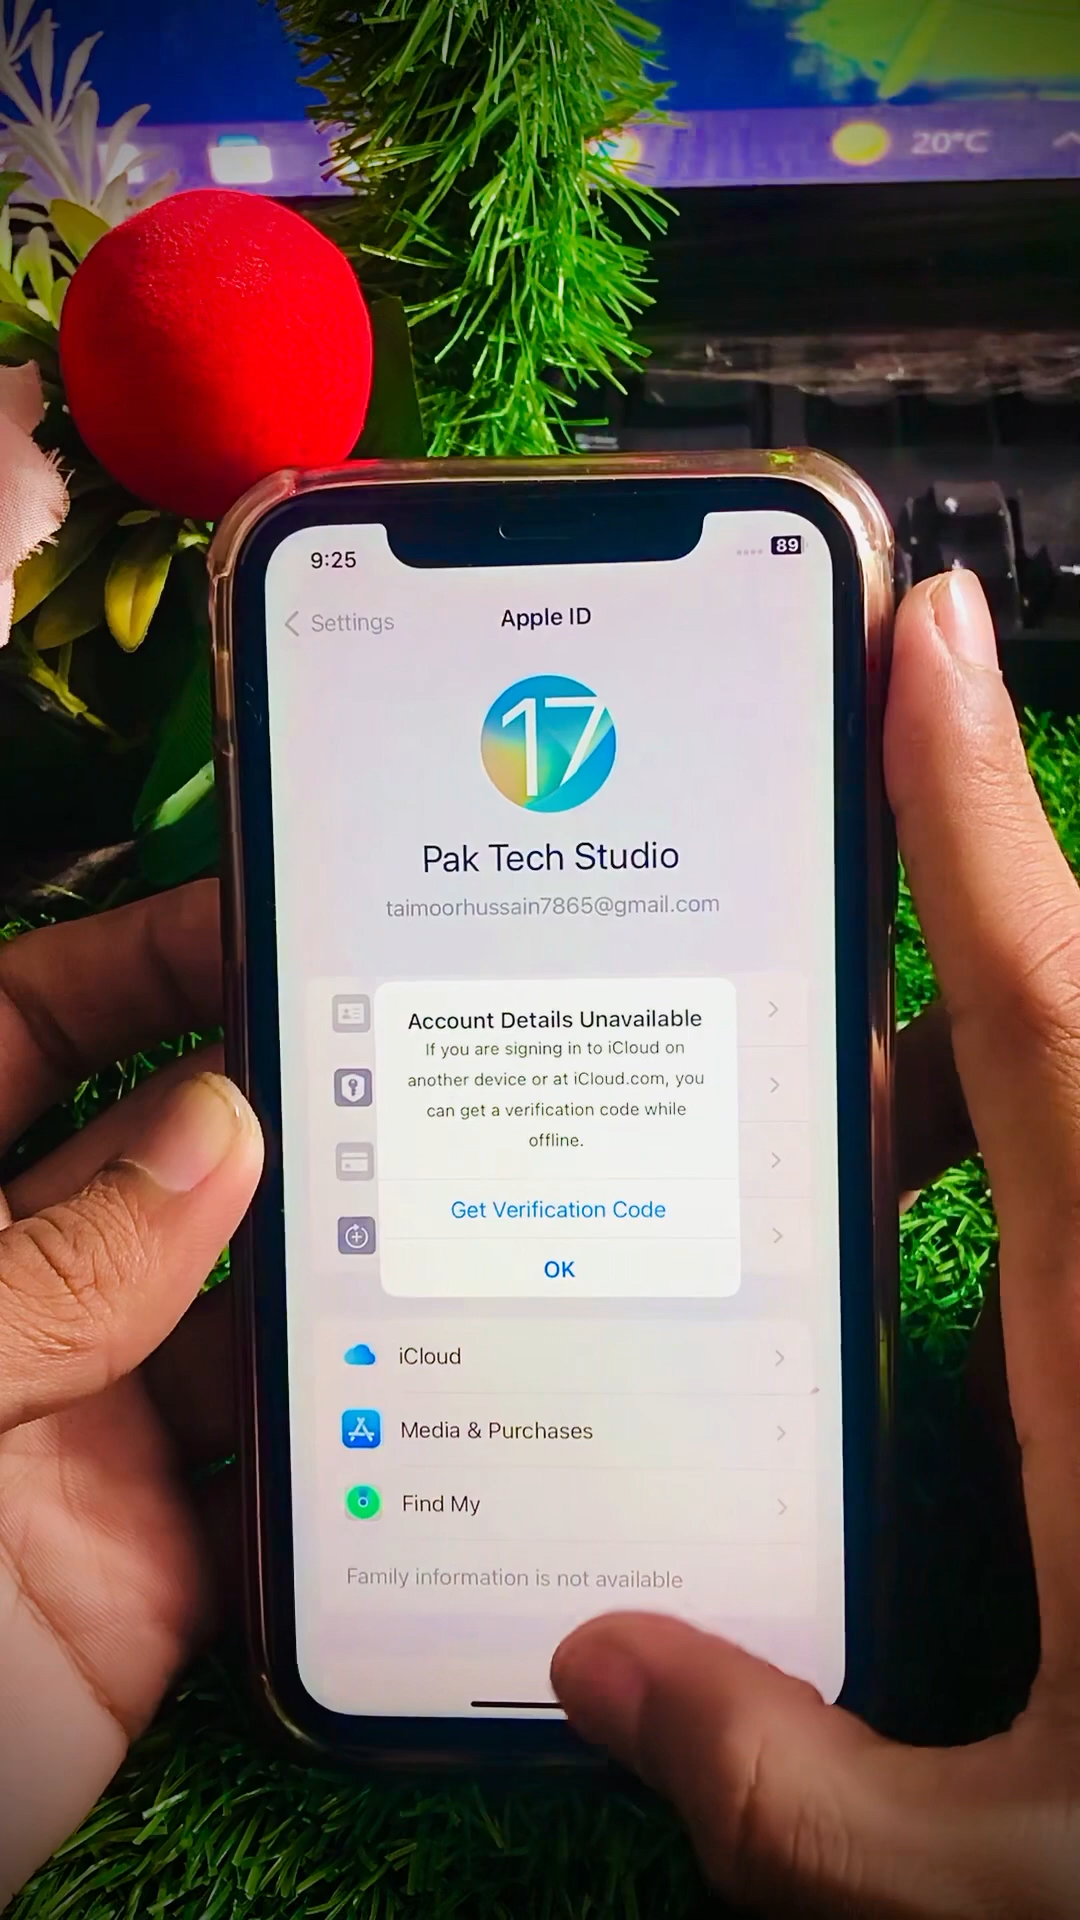 20°C
9:25
89
Settings
Apple ID
17
Pak Tech Studio
taimoorhussain7865@gmail.com
Account Details Unavailable
If you are signing in to iCloud on
another device or at iCloud.com, you
can get a verification code while
offline.
Get Verification Code
OK
iCloud
Media & Purchases
Find My
Family information is not available